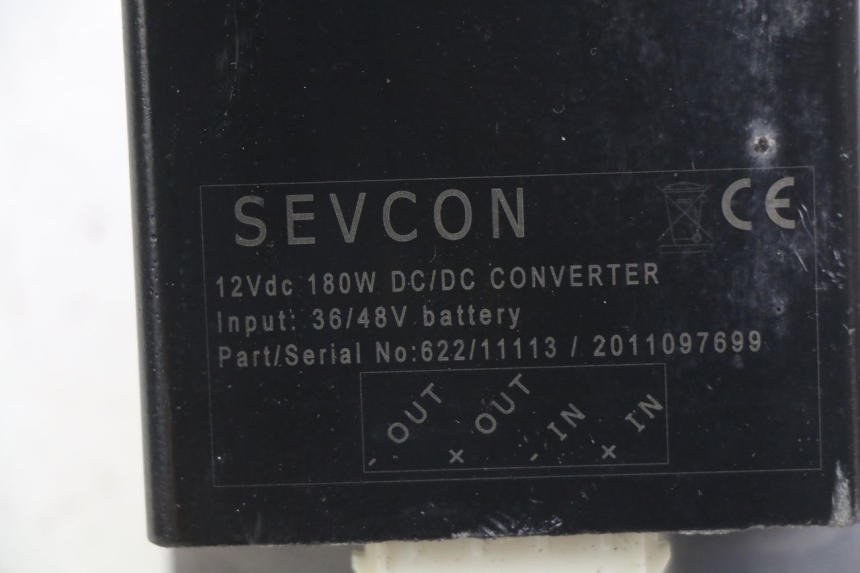 SEVCON CE
12Vdc 180W DC/DC CONVERTER
Input: 36/48V battery
Part/Serial No:622/11113 / 2011097699
- OUT + OUT - IN + IN